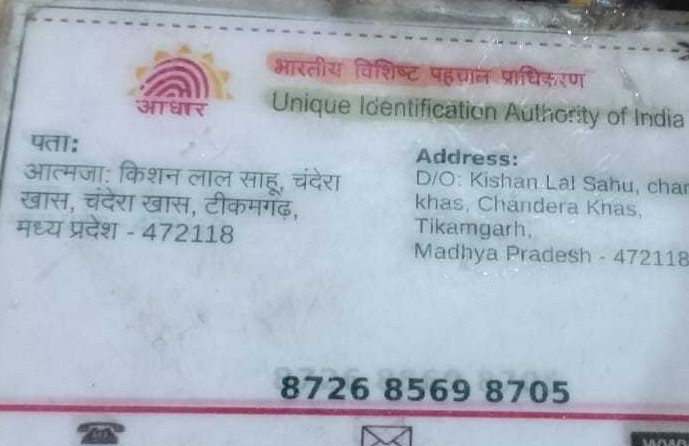 भारतीय विशिष्ट पहचान प्राधिकरण
आधार
Unique Identification Authority of India
पता:
आत्मजा: किशन लाल साहू, चंदेरा
खास, चंदेरा खास, टीकमगढ़,
मध्य प्रदेश - 472118
Address:
D/O: Kishan Lal Sahu,
khas, Chandera Khas,
Tikamgarh,
Madhya Pradesh - 472118
8726 8569 8705